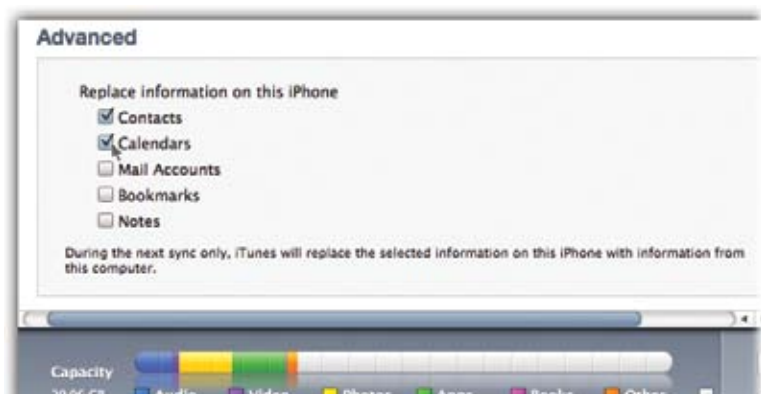 Advanced
Replace information on this iPhone
Contacts
Calendars
Mail Accounts
Bookmarks
Notes
During the next sync only, iTunes will replace the selected information on this iPhone with information from
this computer.
Capacity
Audio Video Photos Apps Books Other